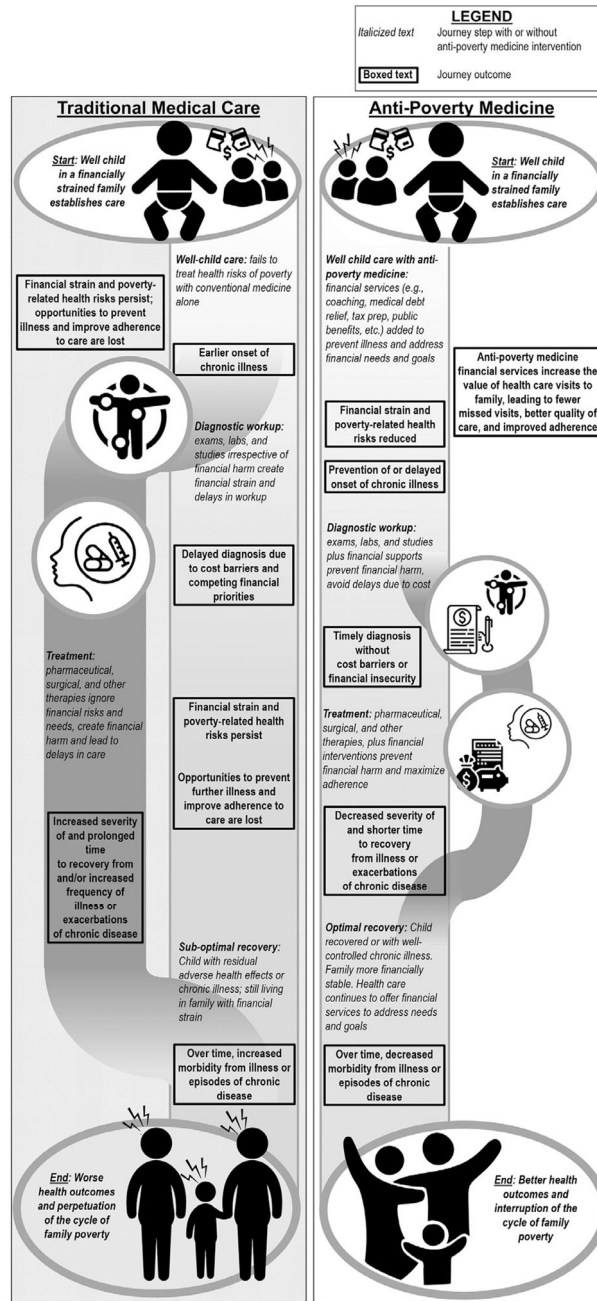 LEGEND
Italicized text
Journey step with or without
anti-poverty medicine intervention
Boxed text
Journey outcome
Traditional Medical Care
Start: Well child
in a financially
strained family
establishes care
Well-child care: fails to
treat health risks of poverty
with conventional medicine
alone
Financial strain and poverty-
related health risks persist;
opportunities to prevent
illness and improve adherence
to care are lost
Earlier onset of
chronic illness
Diagnostic workup:
exams, labs, and
studies irrespective of
financial harm create
financial strain and
delays in workup
Delayed diagnosis due
to cost barriers and
competing financial
priorities
Treatment:
pharmaceutical,
surgical, and other
therapies ignore
financial risks and
needs, create financial
harm and lead to
delays in care
Financial strain and
poverty-related health
risks persist
Opportunities to prevent
further illness and
improve adherence to
care are lost
Increased severity
of and prolonged
time
to recovery from
and/or increased
frequency of
illness or
exacerbations
of chronic disease
Sub-optimal recovery:
Child with residual
adverse health effects or
chronic illness; still living
in family with financial
strain
Over time, increased
morbidity from illness or
episodes of chronic
disease
End: Worse
health outcomes
and perpetuation
of the cycle of
family poverty
Anti-Poverty Medicine
$
Start: Well child
in a financially
strained family
establishes care
Well child care with anti-
poverty medicine:
financial services (e.g.,
coaching, medical debt
relief, tax prep, public
benefits, etc.) added to
prevent illness and address
financial needs and goals
Anti-poverty medicine
financial services increase the
value of health care visits to
family, leading to fewer
missed visits, better quality of
care, and improved adherence
Financial strain and
poverty-related health
risks reduced
Prevention of or delayed
onset of chronic illness
Diagnostic workup:
exams, labs, and studies
plus financial supports
prevent financial harm,
avoid delays due to cost
$
Timely diagnosis
without
cost barriers or
financial insecurity
Treatment: pharmaceutical,
surgical, and other
therapies, plus financial
interventions prevent
financial harm and maximize
adherence
$
Decreased severity of
and shorter time
to recovery
from illness or
exacerbations
of chronic disease
Optimal recovery: Child
recovered or with well-
controlled chronic illness.
Family more financially
stable. Health care
continues to offer financial
services to address needs
and goals
Over time, decreased
morbidity from illness or
episodes of chronic
disease
End: Better health
outcomes and
interruption of the
cycle of family
poverty